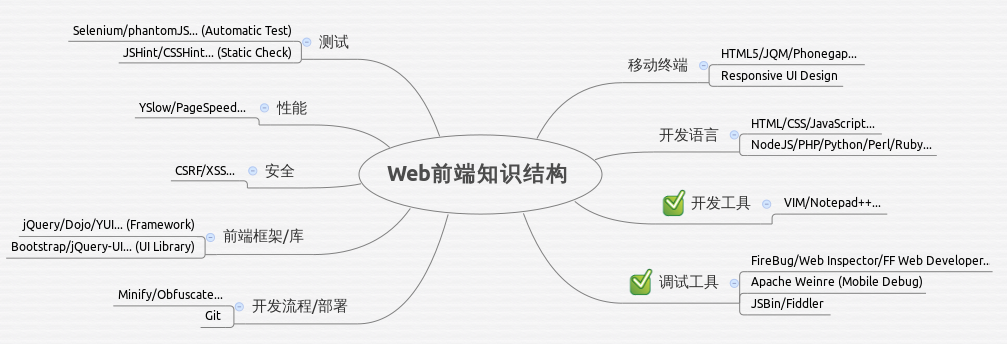 Web前端知识结构
测试
Selenium/phantomJS... (Automatic Test)
JSHint/CSSHint... (Static Check)
性能
YSlow/PageSpeed...
安全
CSRF/XSS...
前端框架/库
jQuery/Dojo/YUI... (Framework)
Bootstrap/jQuery-UI... (UI Library)
开发流程/部署
Minify/Obfuscate...
Git
移动终端
HTML5/JQM/Phonegap...
Responsive UI Design
开发语言
HTML/CSS/JavaScript...
NodeJS/PHP/Python/Perl/Ruby...
开发工具
VIM/Notepad++...
调试工具
FireBug/Web Inspector/FF Web Developer..
Apache Weinre (Mobile Debug)
JSBin/Fiddler